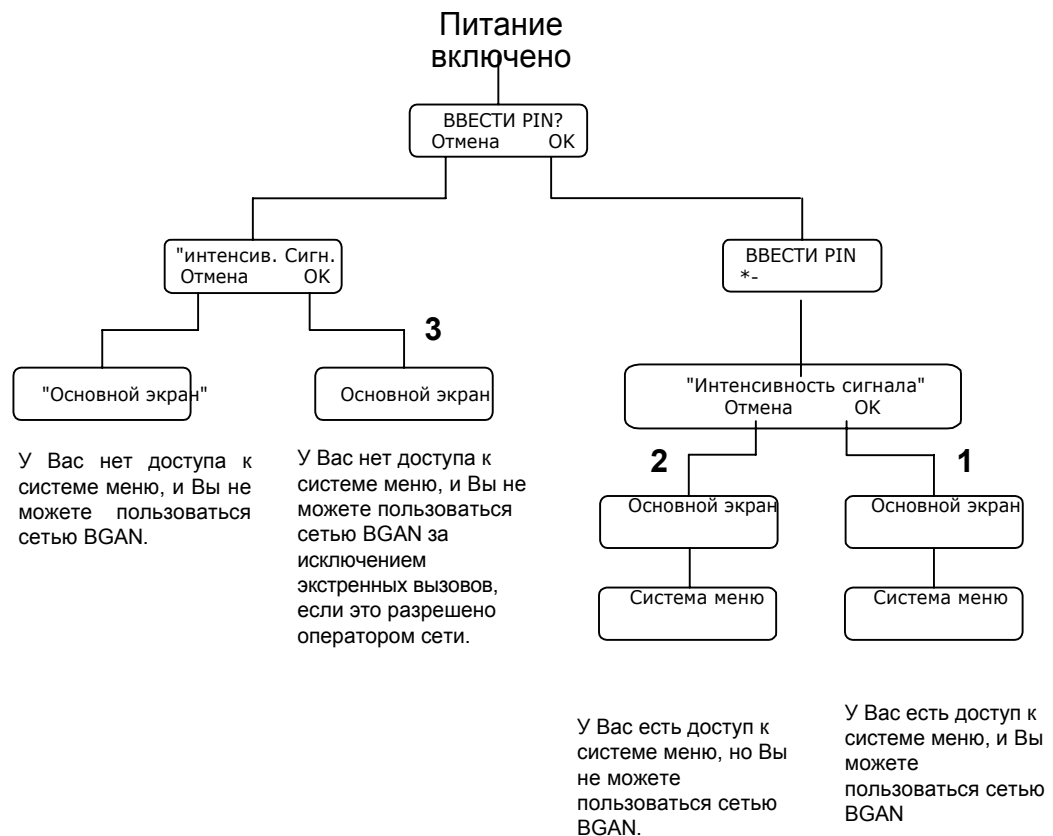 Питание
включено
ВВЕСТИ PIN?
Отмена OK
"интенсив. Сигн.
Отмена OK
ВВЕСТИ PIN
*-
3
"Основной экран"
Основной экран
"Интенсивность сигнала"
Отмена OK
У Вас нет доступа к
системе меню, и Вы не
можете пользоваться
сетью BGAN.
У Вас нет доступа к
системе меню, и Вы не
можете пользоваться
сетью BGAN за
исключением
экстренных вызовов,
если это разрешено
оператором сети.
2
1
Основной экран
Основной экран
Система меню
Система меню
У Вас есть доступ к
системе меню, но Вы
не можете
пользоваться сетью
BGAN.
У Вас есть доступ к
системе меню, и Вы
можете
пользоваться сетью
BGAN